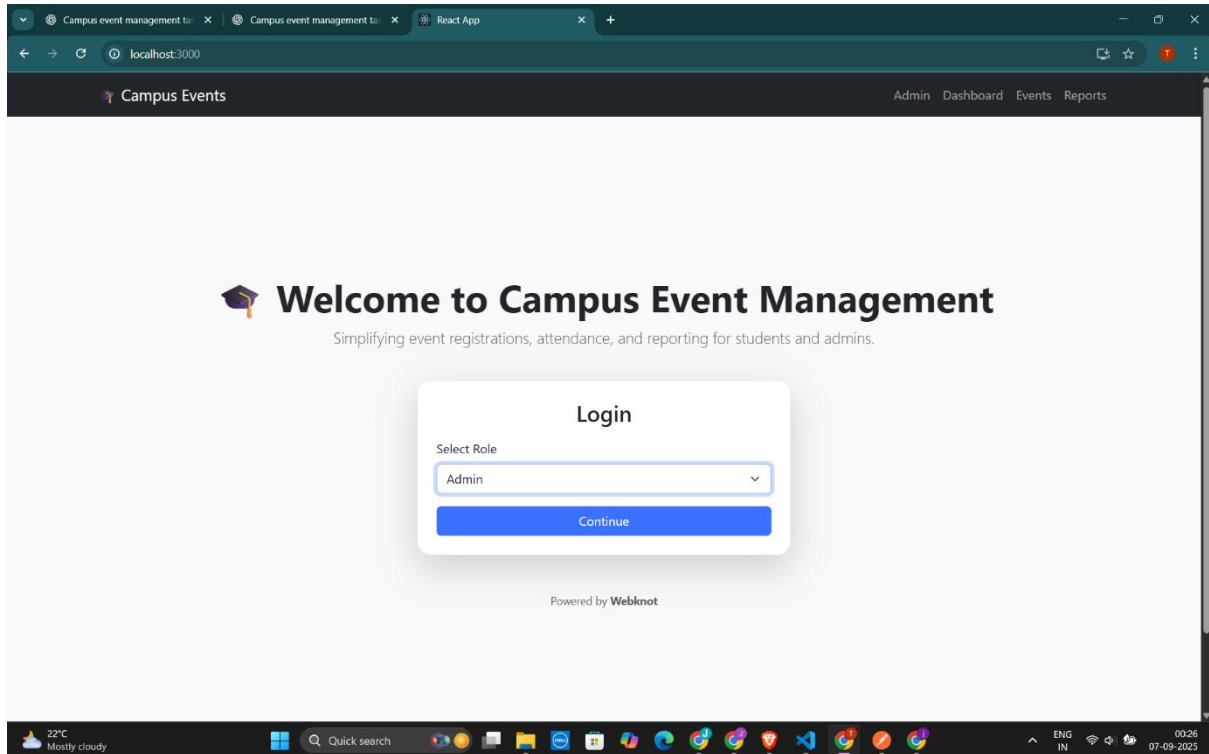 Campus event management ta
Campus event management ta
React App
localhost:3000
T
Campus Events
Admin Dashboard Events Reports
Welcome to Campus Event Management
Simplifying event registrations, attendance, and reporting for students and admins.
Login
Select Role
Admin
Continue
Powered by Webknot
22°C
Mostly cloudy
Quick search
ENG
IN
00:26
07-09-2025